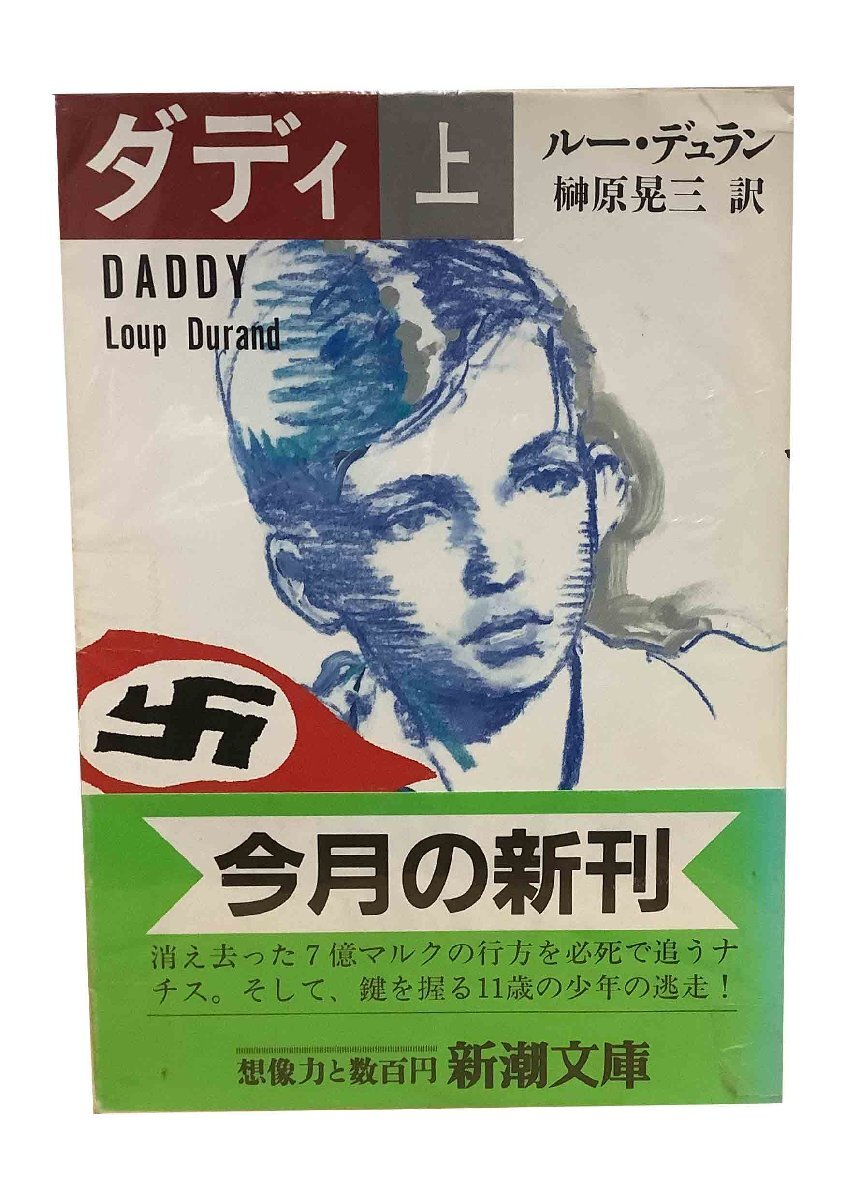 ダディ 上
ルー・デュラン
榊原晃三 訳
DADDY
Loup Durand
今月の新刊
消え去った7億マルクの行方を必死で追うナ
チス。そして、鍵を握る11歳の少年の逃走！
想像力と数百円 新潮文庫